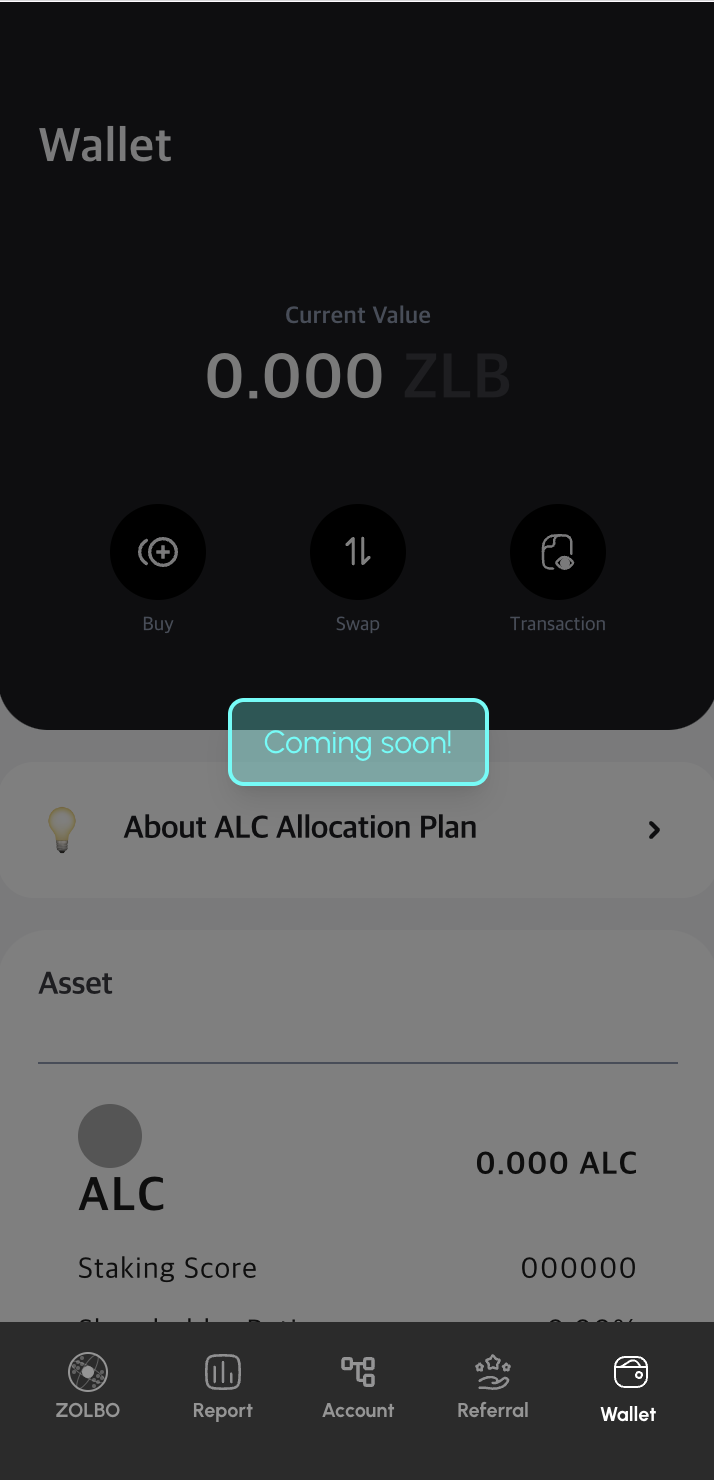 Wallet
Current Value
0.000 ZLB
Buy Swap Transaction
Coming soon!
About ALC Allocation Plan
Asset
ALC
0.000 ALC
Staking Score 000000
ZOLBO Report Account Referral Wallet